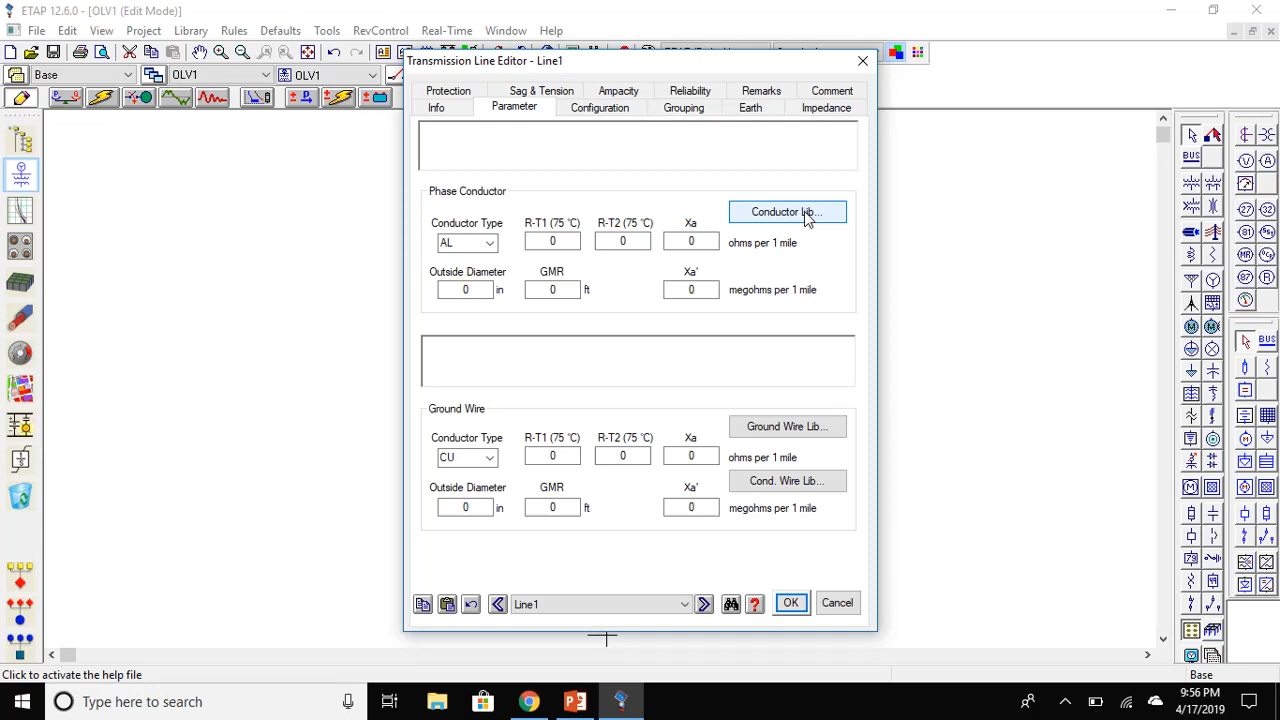 ETAP 12.6.0 - [OLV1 (Edit Mode)]
File Edit View Project Library Rules Defaults Tools RevControl Real-Time Window Help
Base OLV1 OLV1
Transmission Line Editor - Line1
Protection Sag & Tension Ampacity Reliability Remarks Comment
Info Parameter Configuration Grouping Earth Impedance
Phase Conductor
Conductor Lib...
Conductor Type R-T1 (75 °C) R-T2 (75 °C) Xa
AL 0 0 0 ohms per 1 mile
Outside Diameter GMR Xa'
0 in 0 ft 0 megohms per 1 mile
Ground Wire
Ground Wire Lib...
Conductor Type R-T1 (75 °C) R-T2 (75 °C) Xa
CU 0 0 0 ohms per 1 mile
Cond. Wire Lib...
Outside Diameter GMR Xa'
0 in 0 ft 0 megohms per 1 mile
Line1 OK Cancel
BUS
BUS
Click to activate the help file Base
Type here to search
9:56 PM
4/17/2019